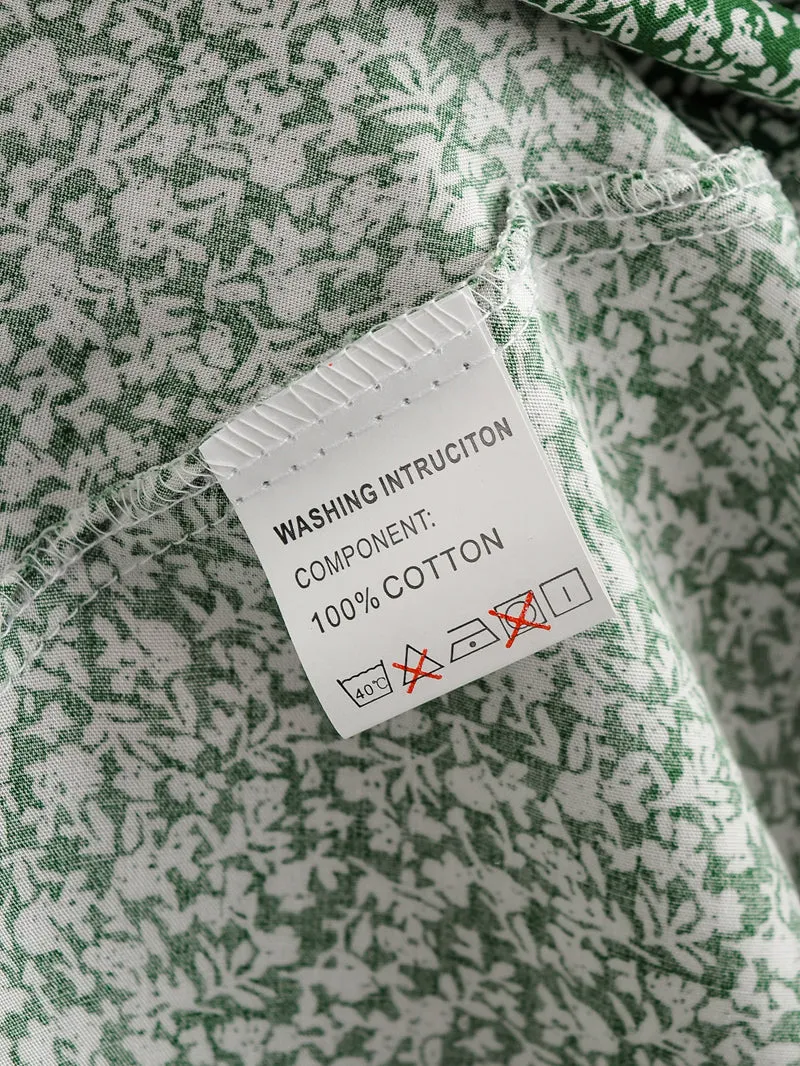 WASHING INTRUCITON
COMPONENT:
100% COTTON
40℃